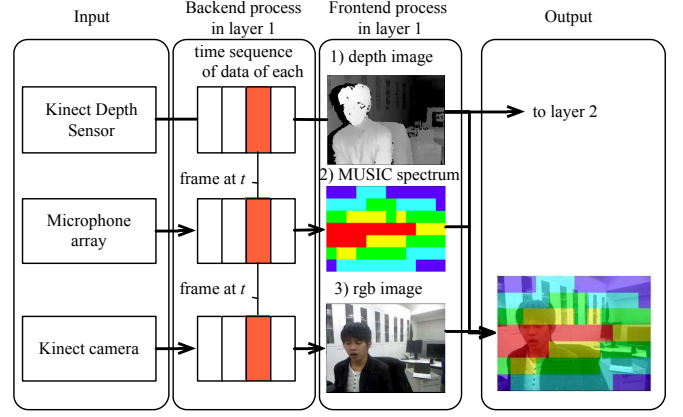 Input
Backend process
in layer 1
Frontend process
in layer 1
Output
time sequence
of data of each
1) depth image
Kinect Depth
Sensor
to layer 2
frame at t
2) MUSIC spectrum
Microphone
array
frame at t
3) rgb image
Kinect camera